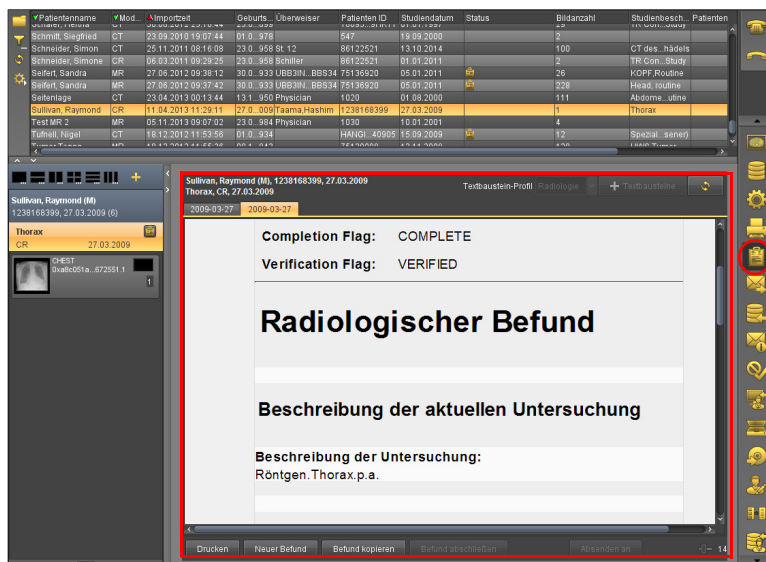 Patientenname Mod... Importzeit Geburts... Überweiser Patienten ID Studiendatum Status Bildanzahl Studienbesch... Patienten
Schmitt, Siegfried CT 23.09.2010 19:07:44 01.0...978 547 19.09.2000 2
Schneider, Simon CT 25.11.2011 08:16:08 23.0...958 St. 12 86122521 13.10.2014 100 CT des...hädels
Schneider, Simone CR 06.03.2011 09:29:25 23.0...958 Schiller 86122521 01.01.2011 2 TR Con...Study
Seifert, Sandra MR 27.06.2012 09:38:12 30.0...933 UBB3IN...BBS34 75136920 05.01.2011 26 KOPF,Routine
Seifert, Sandra MR 27.06.2012 09:37:42 30.0...933 UBB3IN...BBS34 75136920 05.01.2011 228 Head, routine
Seitenlage CT 23.04.2013 00:13:44 13.1...950 Physician 1020 01.08.2000 111 Abdome...utine
Sullivan, Raymond CR 11.04.2013 11:29:11 27.0...009 Taama,Hashim 1238168399 27.03.2009 1 Thorax
Test MR 2 MR 05.11.2013 09:07:02 23.0...984 Physician 1030 10.01.2001 4
Tufnell, Nigel CT 18.12.2012 11:53:56 01.0...934 HANGI...40905 15.09.2009 12 Spezial...sener)
Sullivan, Raymond (M)
1238168399, 27.03.2009 (6)
Thorax
CR 27.03.2009
CHEST
0xa8c051a...672551.1
1
Sullivan, Raymond (M), 1238168399, 27.03.2009
Thorax, CR, 27.03.2009
Textbaustein-Profil Radiologie Textbausteine
2009-03-27 2009-03-27
Completion Flag: COMPLETE
Verification Flag: VERIFIED
Radiologischer Befund
Beschreibung der aktuellen Untersuchung
Beschreibung der Untersuchung:
Röntgen.Thorax.p.a.
Drucken Neuer Befund Befund kopieren Befund abschließen Absenden an 14